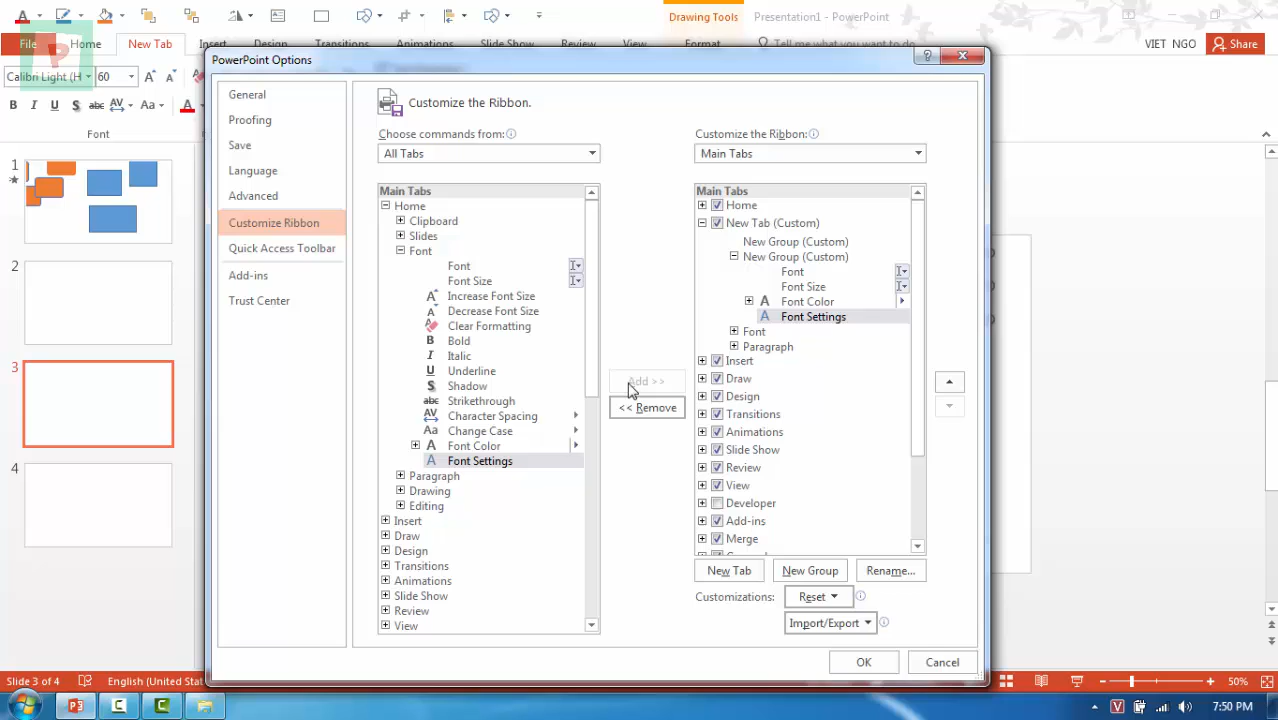 Drawing Tools
Presentation1 - PowerPoint
File
Home
New Tab
Insert
Design
Transitions
Animations
Slide Show
Review
View
Format
Tell me what you want to do
VIET NGO
Share
Calibri Light (H
60
Font
PowerPoint Options
General
Proofing
Save
Language
Advanced
Customize Ribbon
Quick Access Toolbar
Add-ins
Trust Center
Customize the Ribbon.
Choose commands from:
All Tabs
Main Tabs
Home
Clipboard
Slides
Font
Font
Font Size
Increase Font Size
Decrease Font Size
Clear Formatting
Bold
Italic
Underline
Shadow
Strikethrough
Character Spacing
Change Case
Font Color
Font Settings
Paragraph
Drawing
Editing
Insert
Draw
Design
Transitions
Animations
Slide Show
Review
View
Add >>
<< Remove
Customize the Ribbon:
Main Tabs
Main Tabs
Home
New Tab (Custom)
New Group (Custom)
New Group (Custom)
Font
Font Size
Font Color
Font Settings
Font
Paragraph
Insert
Draw
Design
Transitions
Animations
Slide Show
Review
View
Developer
Add-ins
Merge
New Tab
New Group
Rename...
Customizations:
Reset
Import/Export
OK
Cancel
1
2
3
4
Slide 3 of 4
English (United Stat
50%
7:50 PM